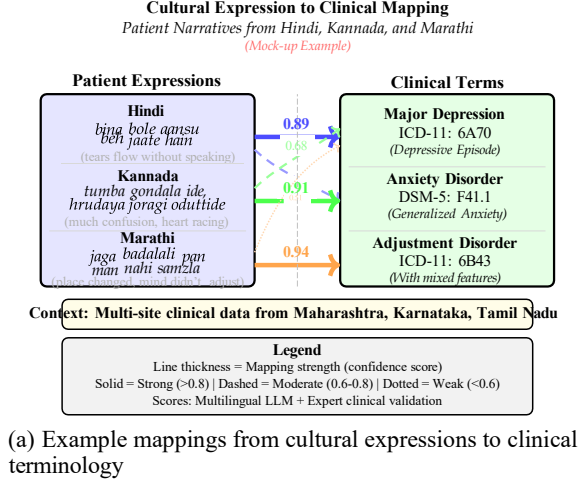 Cultural Expression to Clinical Mapping
Patient Narratives from Hindi, Kannada, and Marathi
(Mock-up Example)
Patient Expressions
Clinical Terms
Hindi
bina bole aansu
beh jaate hain
(tears flow without speaking)
Kannada
tumba gondala ide,
hrudaya joragi oduttide
(much confusion, heart racing)
Marathi
jaga badalali pan
man nahi samzla
(place changed, mind didn't adjust)
0.89
0.68
0.91
0.94
Major Depression
ICD-11: 6A70
(Depressive Episode)
Anxiety Disorder
DSM-5: F41.1
(Generalized Anxiety)
Adjustment Disorder
ICD-11: 6B43
(With mixed features)
Context: Multi-site clinical data from Maharashtra, Karnataka, Tamil Nadu
Legend
Line thickness = Mapping strength (confidence score)
Solid = Strong (>0.8) | Dashed = Moderate (0.6-0.8) | Dotted = Weak (<0.6)
Scores: Multilingual LLM + Expert clinical validation
(a) Example mappings from cultural expressions to clinical
terminology